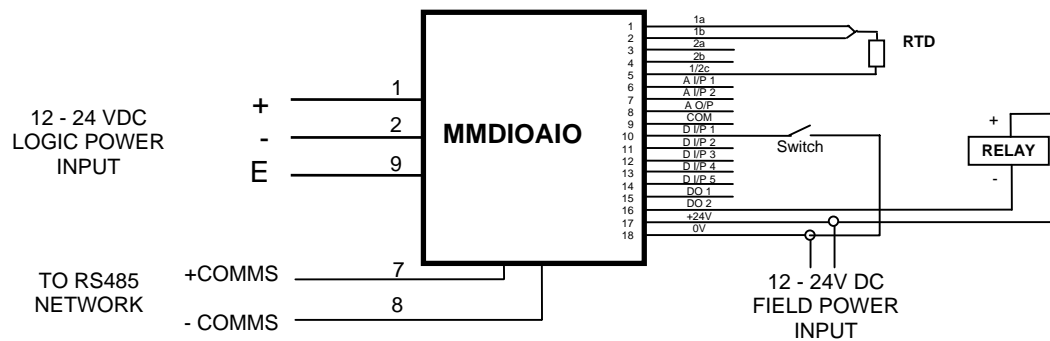 12 - 24 VDC
LOGIC POWER
INPUT
+
-
E
1
2
9
MMDIOAIO
1 1a
2 1b
3 2a
4 2b
5 1/2c
6 A I/P 1
7 A I/P 2
8 A O/P
9 COM
10 D I/P 1
11 D I/P 2
12 D I/P 3
13 D I/P 4
14 D I/P 5
15 DO 1
16 DO 2
17 +24V
18 0V
RTD
Switch
+
RELAY
-
TO RS485
NETWORK
+COMMS 7
- COMMS 8
12 - 24V DC
FIELD POWER
INPUT